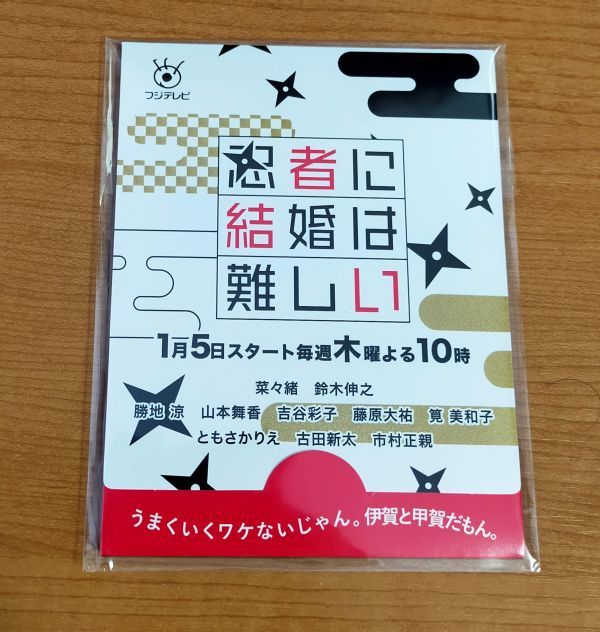 フジテレビ
忍者に
結婚は
難しい
1月5日スタート毎週木曜よる10時
菜々緒 鈴木伸之
勝地 涼 山本舞香 吉谷彩子 藤原大祐 筧 美和子
ともさかりえ 古田新太 市村正親
うまくいくワケないじゃん。伊賀と甲賀だもん。